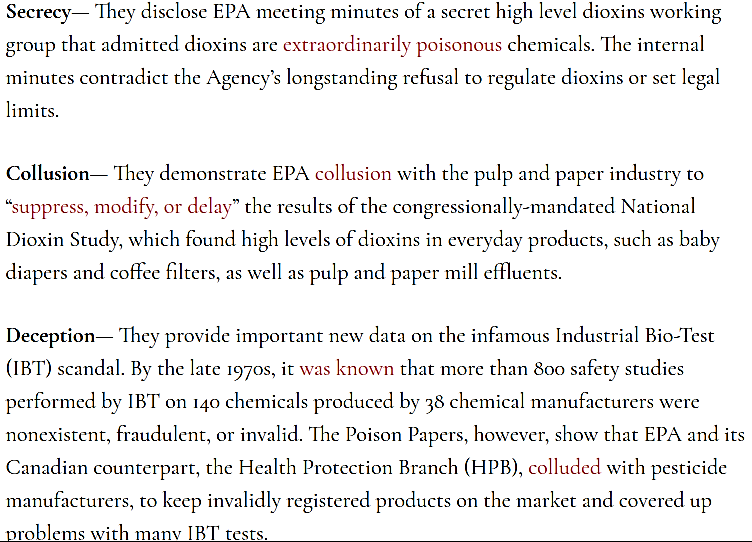 Secrecy— They disclose EPA meeting minutes of a secret high level dioxins working
group that admitted dioxins are extraordinarily poisonous chemicals. The internal
minutes contradict the Agency’s longstanding refusal to regulate dioxins or set legal
limits.
Collusion— They demonstrate EPA collusion with the pulp and paper industry to
“suppress, modify, or delay” the results of the congressionally-mandated National
Dioxin Study, which found high levels of dioxins in everyday products, such as baby
diapers and coffee filters, as well as pulp and paper mill effluents.
Deception— They provide important new data on the infamous Industrial Bio-Test
(IBT) scandal. By the late 1970s, it was known that more than 800 safety studies
performed by IBT on 140 chemicals produced by 38 chemical manufacturers were
nonexistent, fraudulent, or invalid. The Poison Papers, however, show that EPA and its
Canadian counterpart, the Health Protection Branch (HPB), colluded with pesticide
manufacturers, to keep invalidly registered products on the market and covered up
problems with many IBT tests.